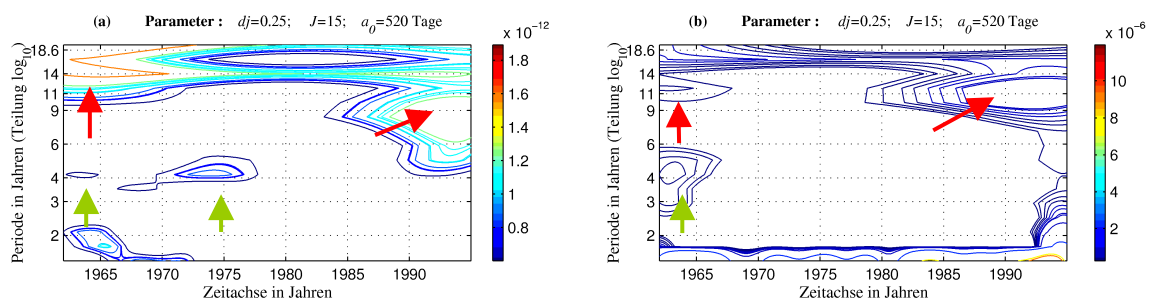 (a) Parameter : dj=0.25; J=15; a0=520 Tage
x 10-12
Periode in Jahren (Teitung log10)
18.6
14
11
9
6
4
3
2
1965 1970 1975 1980 1985 1990
Zeitachse in Jahren
1.8
1.6
1.4
1.2
1
0.8
(b) Parameter : dj=0.25; J=15; a0=520 Tage
x 10-6
Periode in Jahren (Teitung log10)
18.6
14
11
9
6
4
3
2
1965 1970 1975 1980 1985 1990
Zeitachse in Jahren
10
8
6
4
2